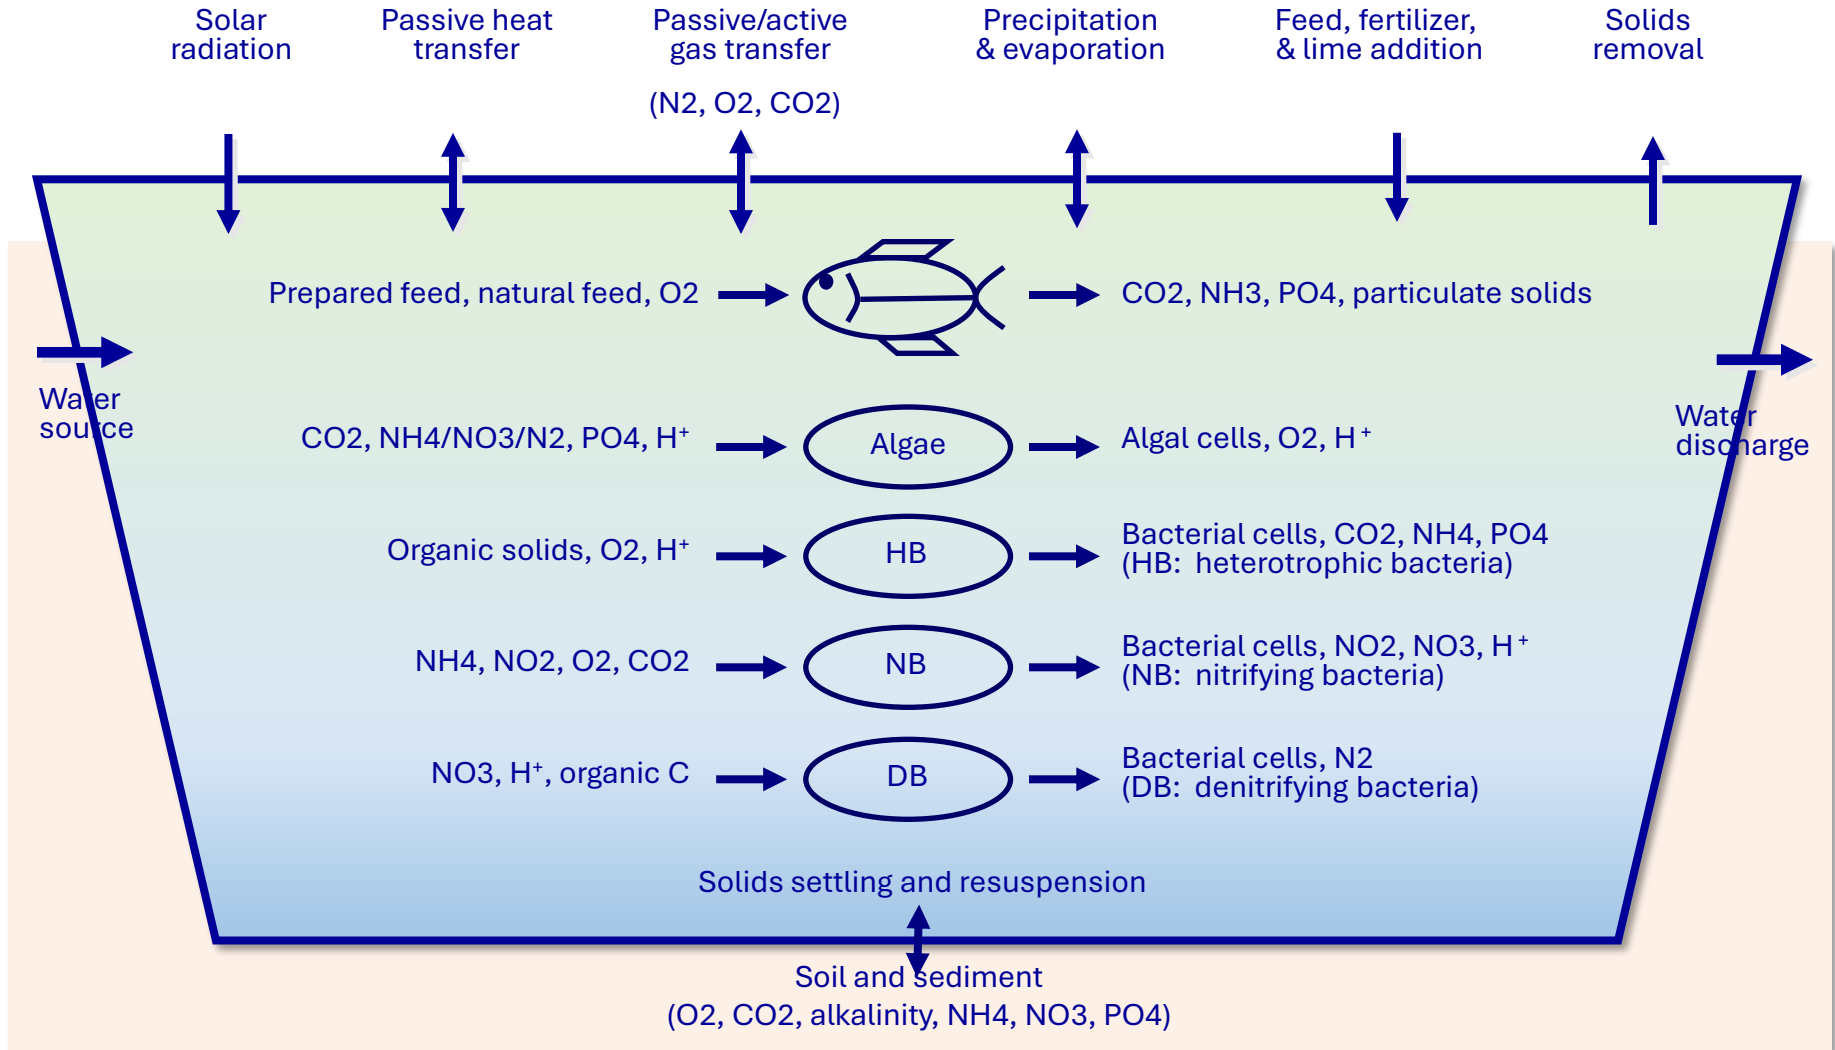 Solar
radiation
Passive heat
transfer
Passive/active
gas transfer
(N2, O2, CO2)
Precipitation
& evaporation
Feed, fertilizer,
& lime addition
Solids
removal
Prepared feed, natural feed, O2
CO2, NH3, PO4, particulate solids
Water
source
Water
discharge
CO2, NH4/NO3/N2, PO4, H⁺
Algae
Algal cells, O2, H⁺
Organic solids, O2, H⁺
HB
Bacterial cells, CO2, NH4, PO4
(HB: heterotrophic bacteria)
NH4, NO2, O2, CO2
NB
Bacterial cells, NO2, NO3, H⁺
(NB: nitrifying bacteria)
NO3, H⁺, organic C
DB
Bacterial cells, N2
(DB: denitrifying bacteria)
Solids settling and resuspension
Soil and sediment
(O2, CO2, alkalinity, NH4, NO3, PO4)